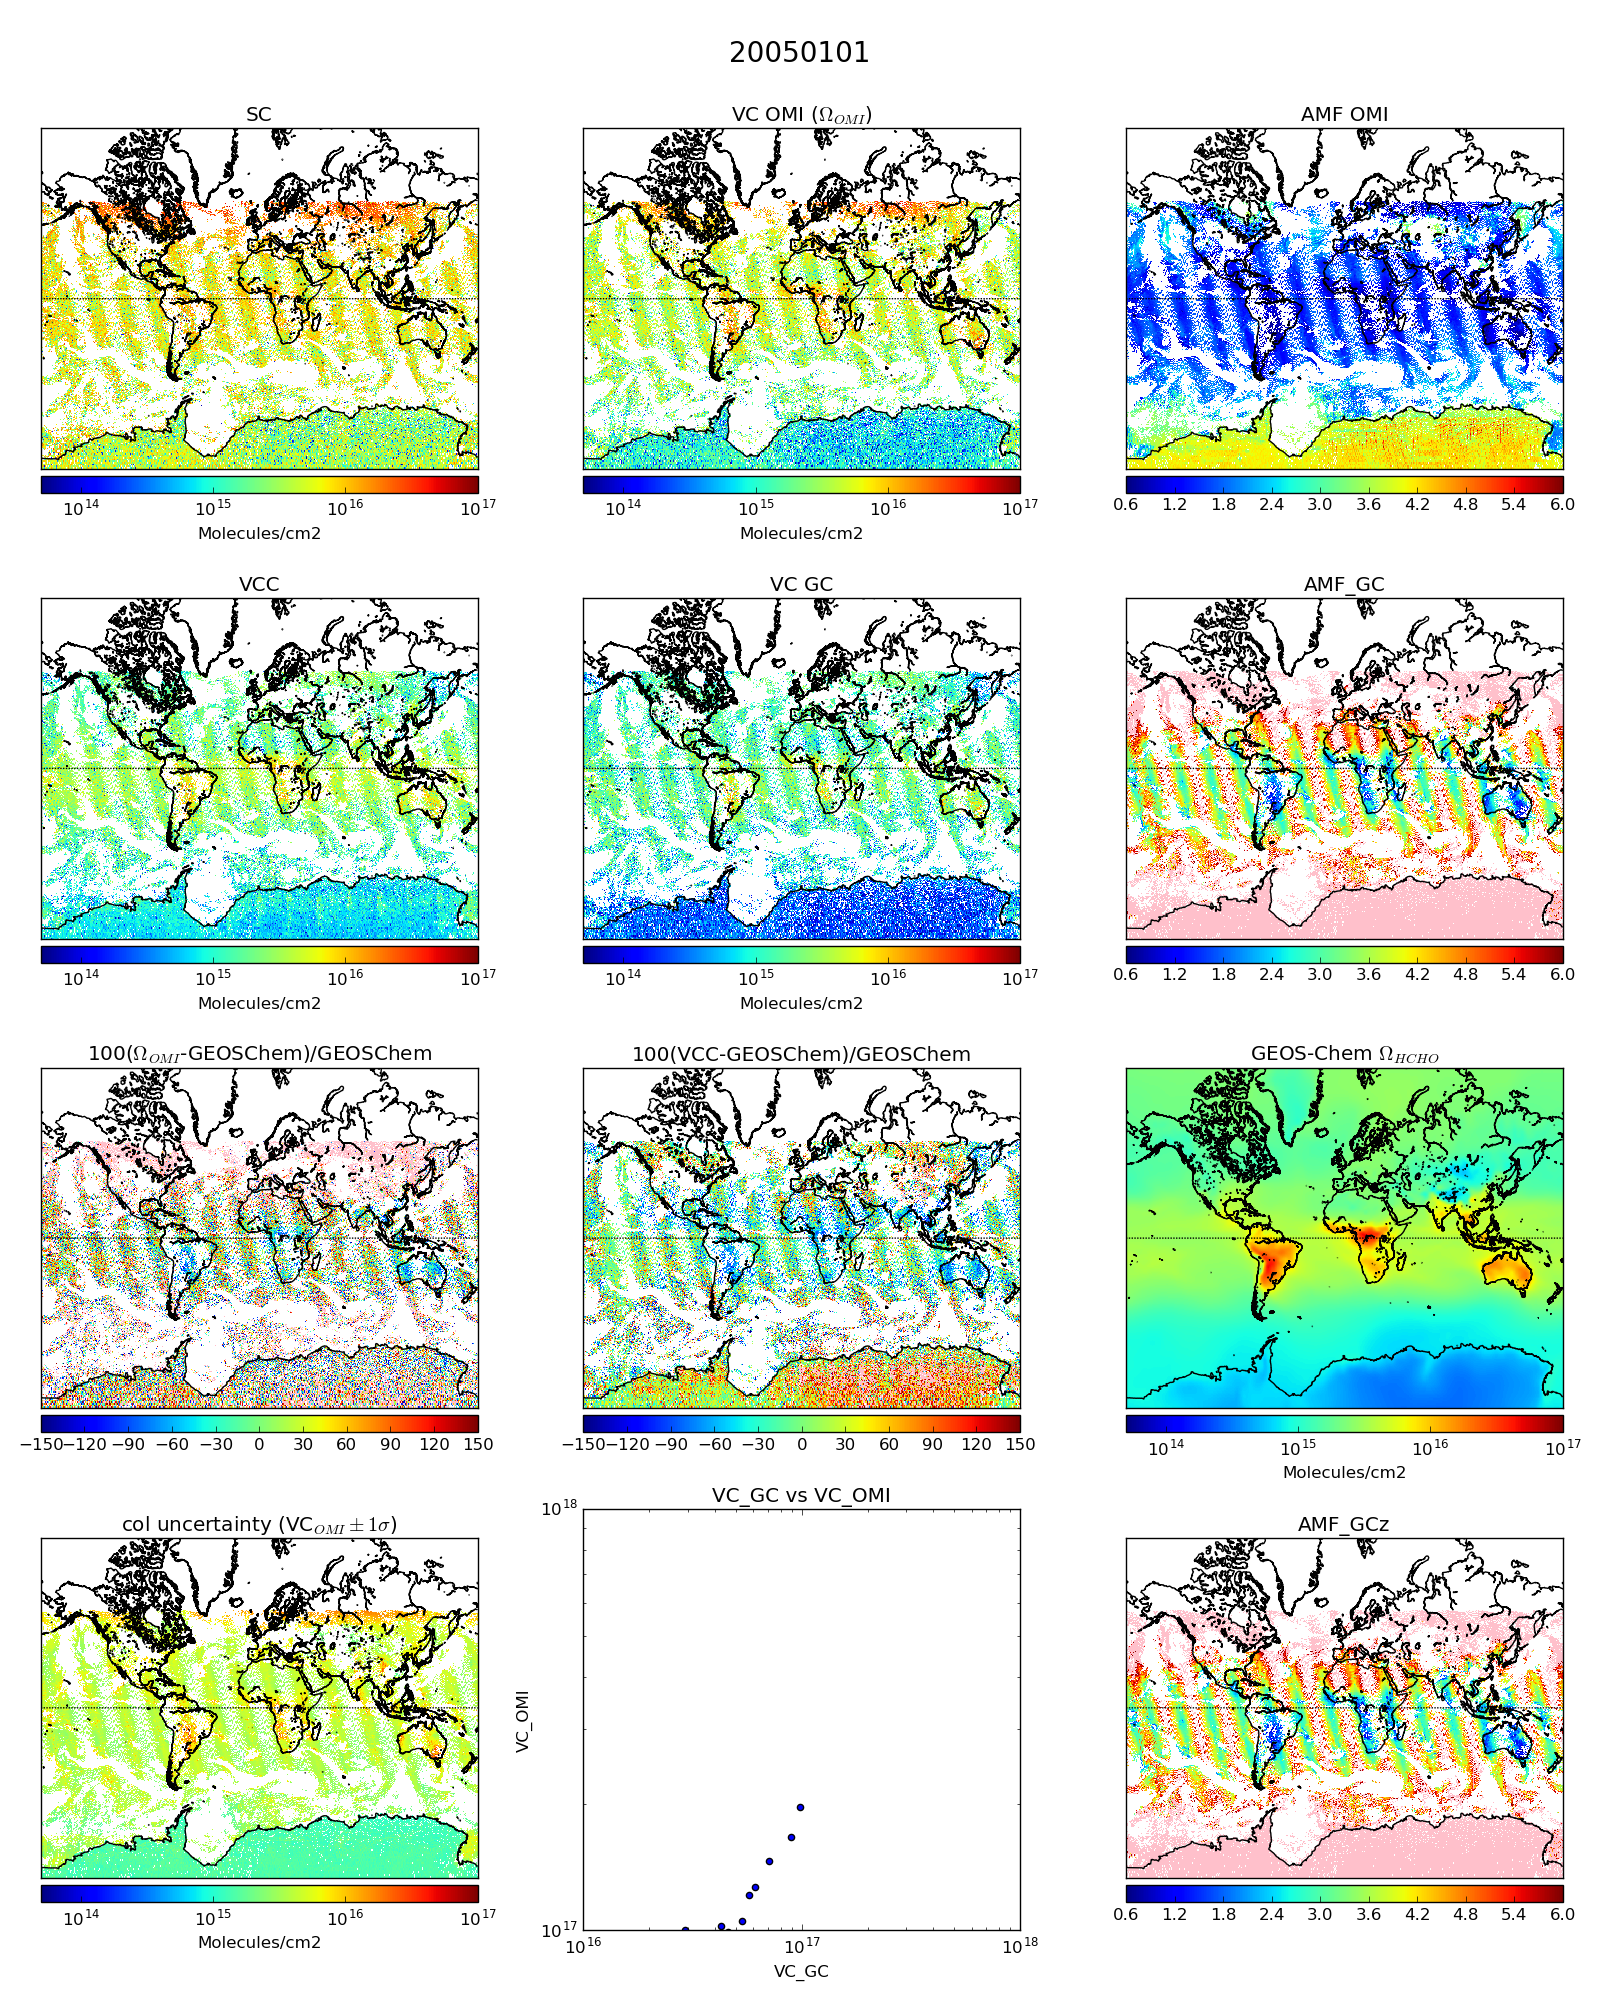 20050101
SC
VC OMI (Ω_OMI)
AMF OMI
10^14 10^15 10^16 10^17
Molecules/cm2
10^14 10^15 10^16 10^17
Molecules/cm2
0.6 1.2 1.8 2.4 3.0 3.6 4.2 4.8 5.4 6.0
VCC
VC GC
AMF_GC
10^14 10^15 10^16 10^17
Molecules/cm2
10^14 10^15 10^16 10^17
Molecules/cm2
0.6 1.2 1.8 2.4 3.0 3.6 4.2 4.8 5.4 6.0
100(Ω_OMI-GEOSChem)/GEOSChem
100(VCC-GEOSChem)/GEOSChem
GEOS-Chem Ω_HCHO
−150 −120 −90 −60 −30 0 30 60 90 120 150
−150 −120 −90 −60 −30 0 30 60 90 120 150
10^14 10^15 10^16 10^17
Molecules/cm2
col uncertainty (VC_OMI ± 1σ)
VC_GC vs VC_OMI
AMF_GCz
10^14 10^15 10^16 10^17
Molecules/cm2
10^18
VC_OMI
10^17
10^16 10^17 10^18
VC_GC
0.6 1.2 1.8 2.4 3.0 3.6 4.2 4.8 5.4 6.0